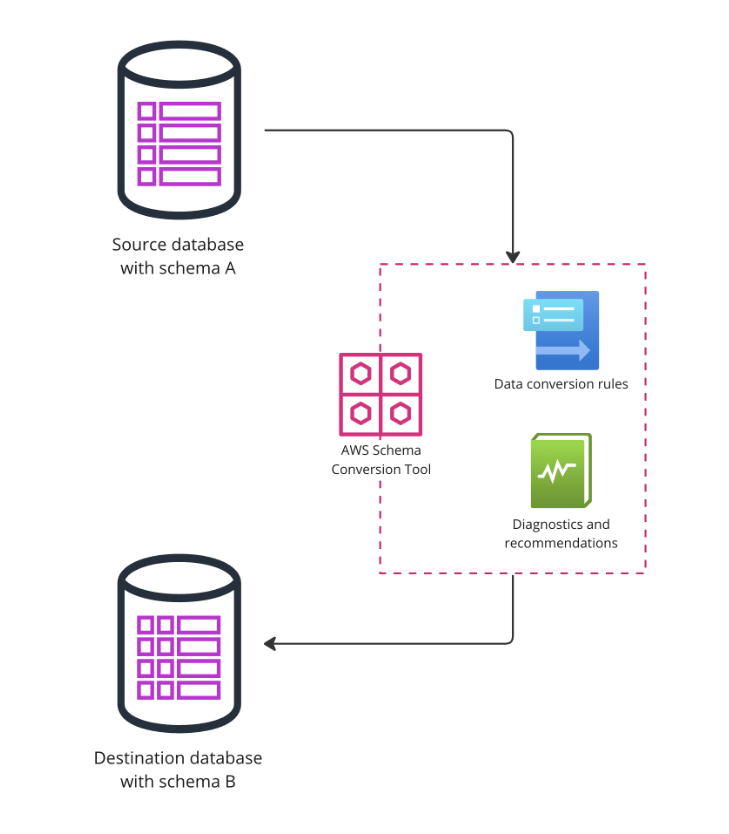 Source database
with schema A
Data conversion rules
AWS Schema
Conversion Tool
Diagnostics and
recommendations
Destination database
with schema B